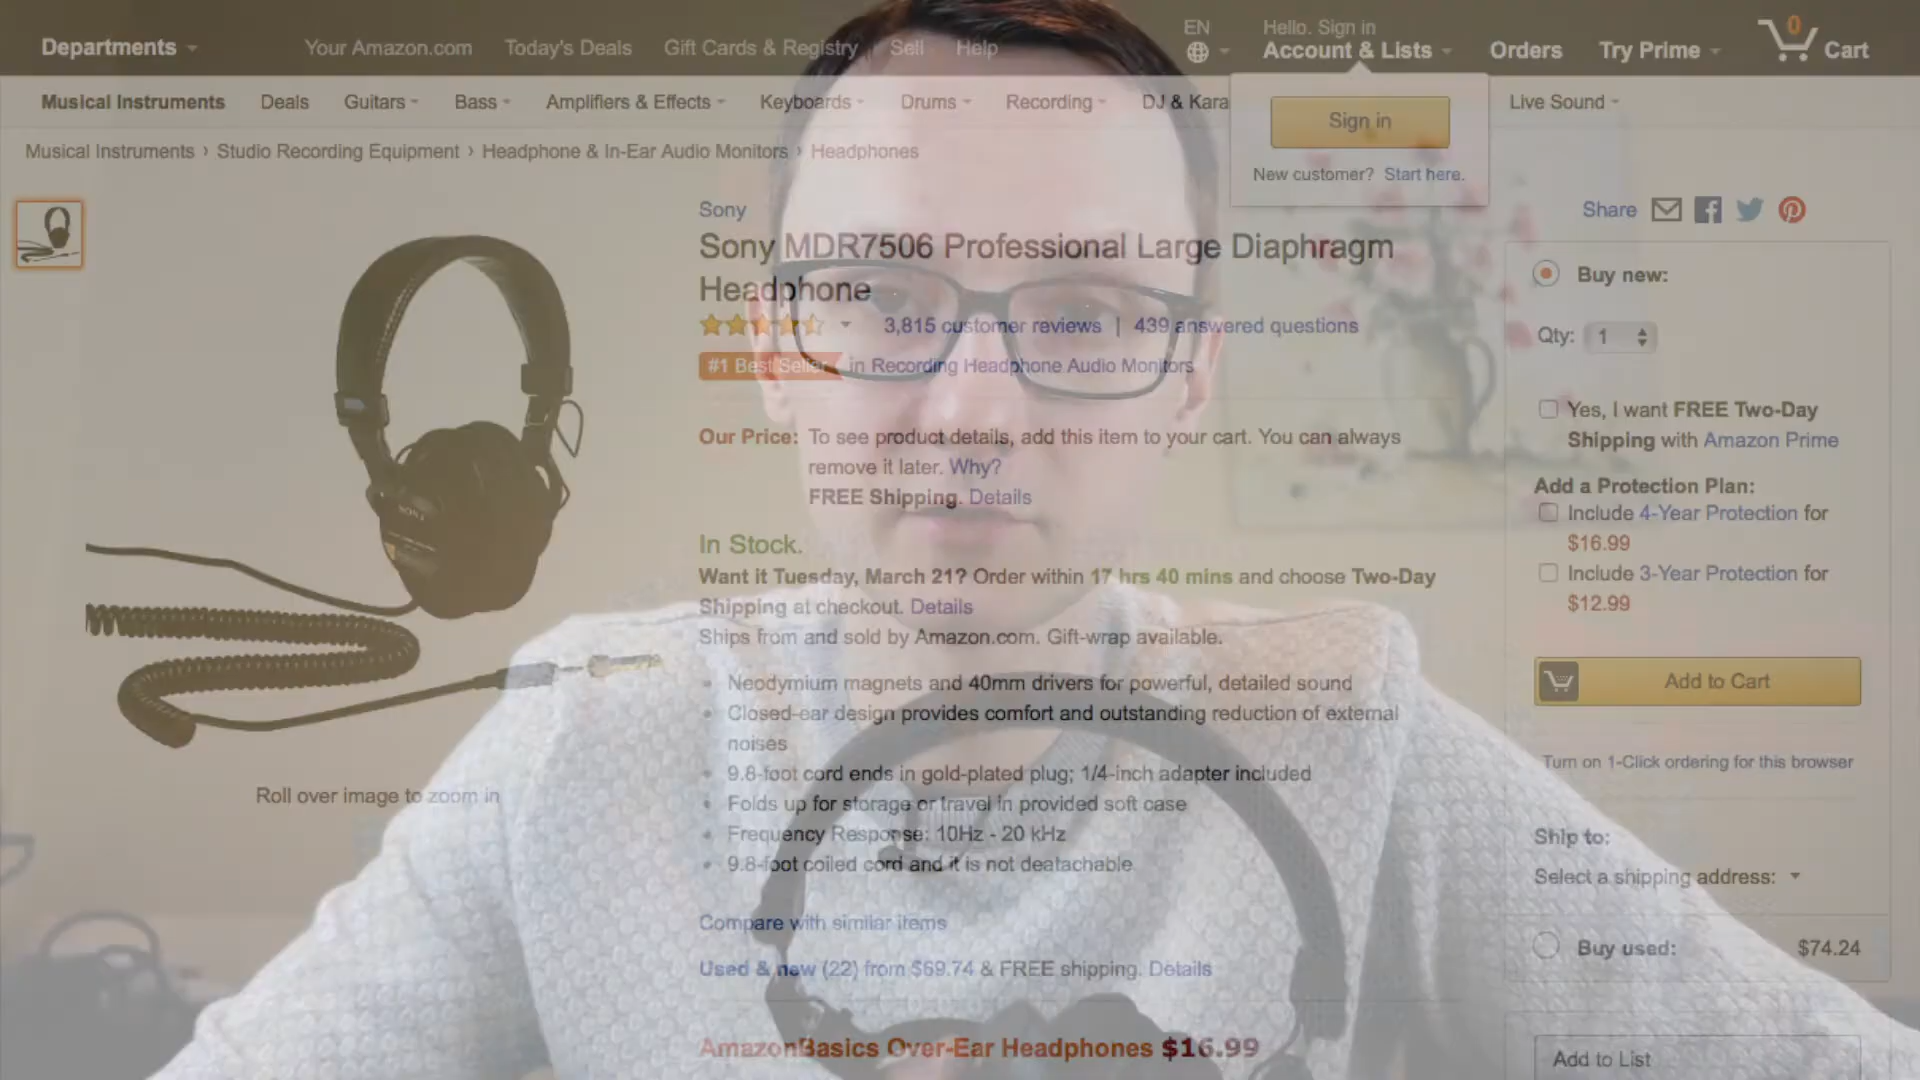 Departments
Your Amazon.com
Today's Deals
Gift Cards & Registry
Sell
Help
EN
Hello. Sign in
Account & Lists
Orders
Try Prime
0
Cart
Musical Instruments
Deals
Guitars
Bass
Amplifiers & Effects
Keyboards
Drums
Recording
DJ & Kara
Live Sound
Sign in
New customer? Start here.
Musical Instruments › Studio Recording Equipment › Headphone & In-Ear Audio Monitors › Headphones
SONY
Roll over image to zoom in
Sony
Sony MDR7506 Professional Large Diaphragm
Headphone
3,815 customer reviews | 439 answered questions
#1 Best Seller in Recording Headphone Audio Monitors
Our Price: To see product details, add this item to your cart. You can always
remove it later. Why?
FREE Shipping. Details
In Stock.
Want it Tuesday, March 21? Order within 17 hrs 40 mins and choose Two-Day
Shipping at checkout. Details
Ships from and sold by Amazon.com. Gift-wrap available.
Neodymium magnets and 40mm drivers for powerful, detailed sound
Closed-ear design provides comfort and outstanding reduction of external
noises
9.8-foot cord ends in gold-plated plug; 1/4-inch adapter included
Folds up for storage or travel in provided soft case
Frequency Response: 10Hz - 20 kHz
9.8-foot coiled cord and it is not deatachable
Compare with similar items
Used & new (22) from $69.74 & FREE shipping. Details
AmazonBasics Over-Ear Headphones $16.99
Share
Buy new:
Qty: 1
Yes, I want FREE Two-Day
Shipping with Amazon Prime
Add a Protection Plan:
Include 4-Year Protection for
$16.99
Include 3-Year Protection for
$12.99
Add to Cart
Turn on 1-Click ordering for this browser
Ship to:
Select a shipping address:
Buy used: $74.24
Add to List